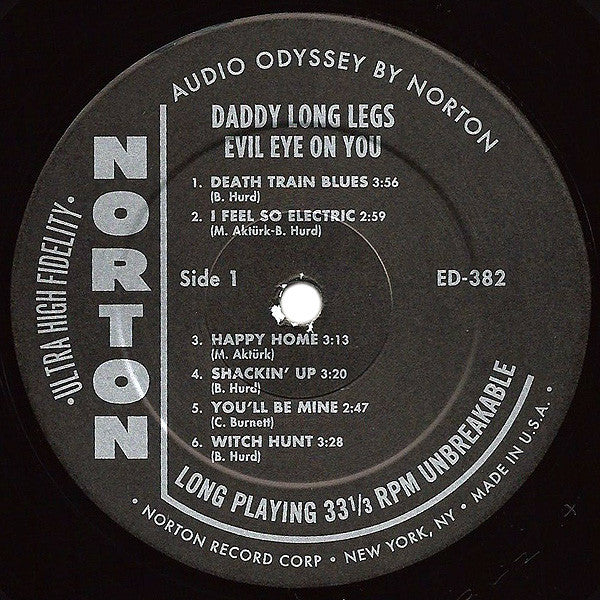 AUDIO ODYSSEY BY NORTON
DADDY LONG LEGS
EVIL EYE ON YOU
1. DEATH TRAIN BLUES 3:56
(B. Hurd)
2. I FEEL SO ELECTRIC 2:59
(M. Aktürk-B. Hurd)
Side 1
ED-382
3. HAPPY HOME 3:13
(M. Aktürk)
4. SHACKIN' UP 3:20
(B. Hurd)
5. YOU'LL BE MINE 2:47
(C. Burnett)
6. WITCH HUNT 3:28
(B. Hurd)
NORTON
• ULTRA HIGH FIDELITY •
LONG PLAYING 33 1/3 RPM UNBREAKABLE
• NORTON RECORD CORP • NEW YORK, NY • MADE IN U.S.A. •